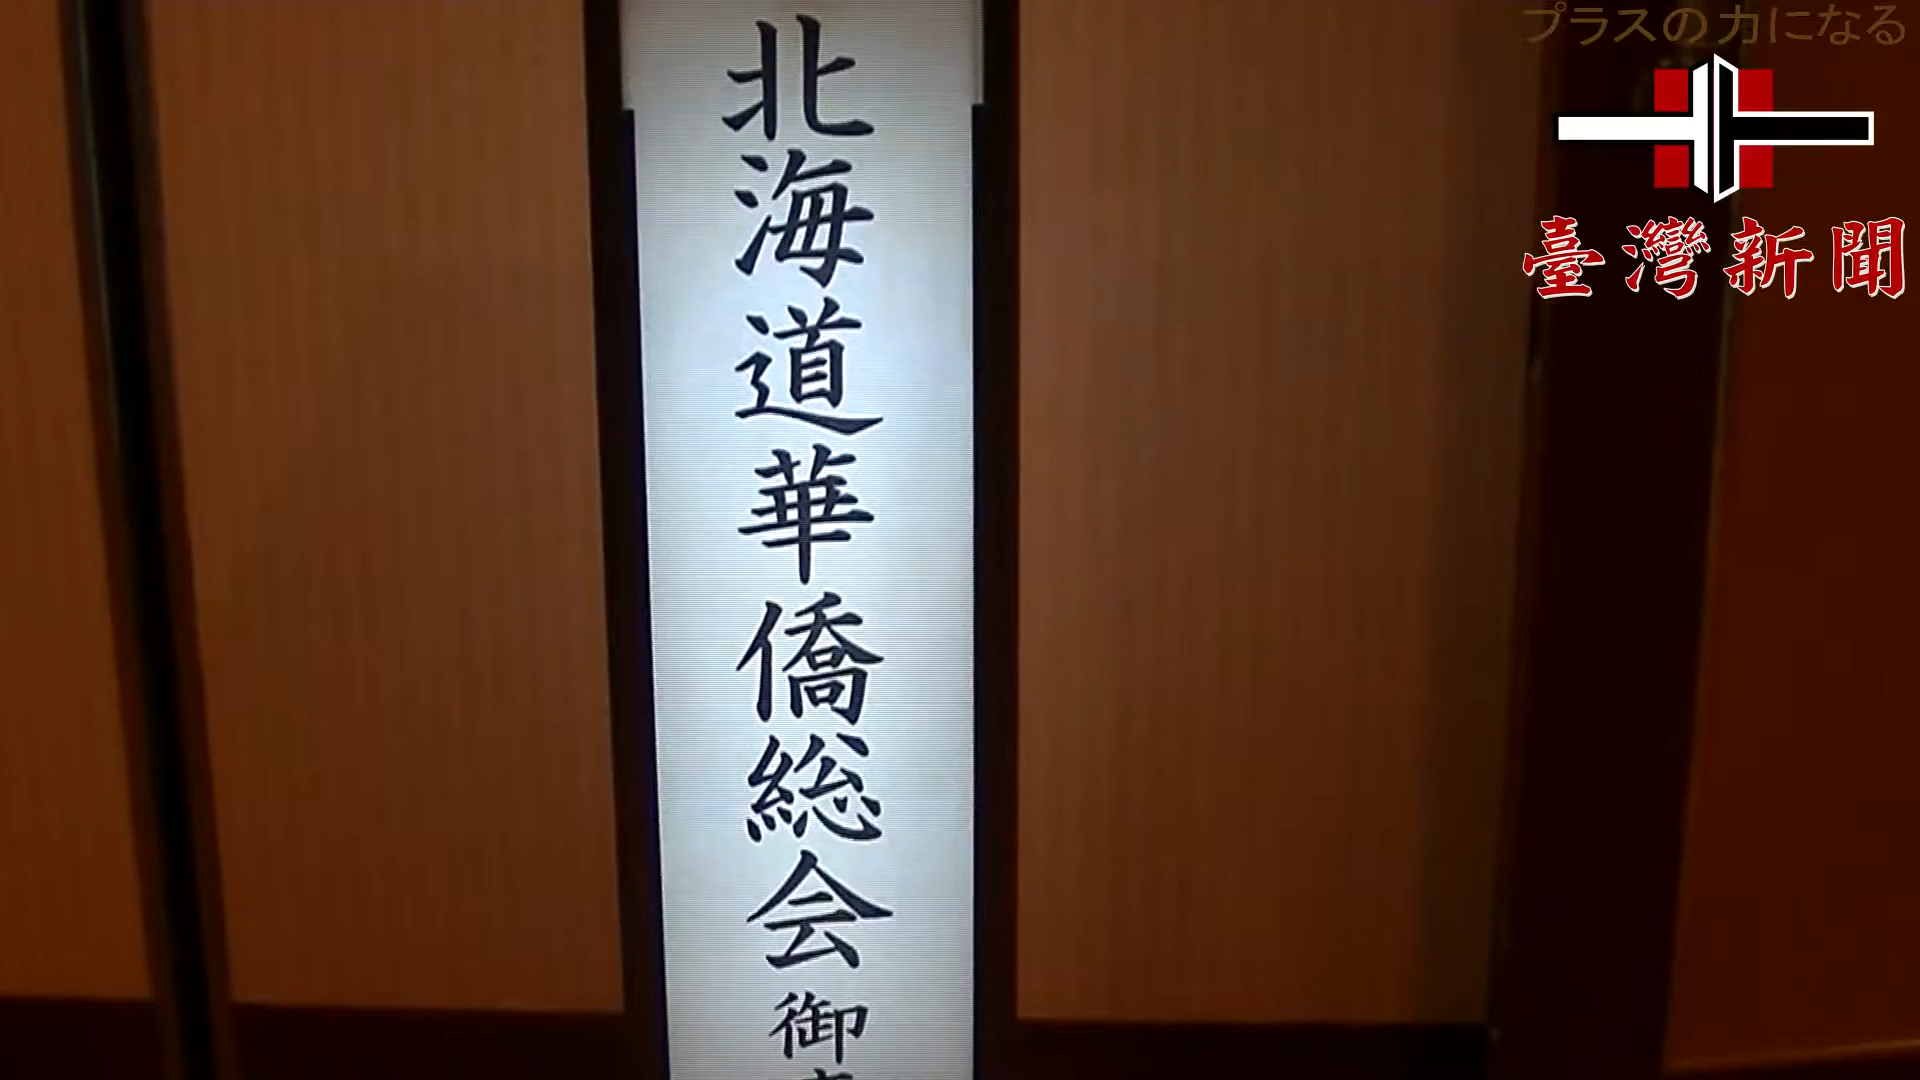 北海道華僑総会 御
プラスの力になる
臺灣新聞